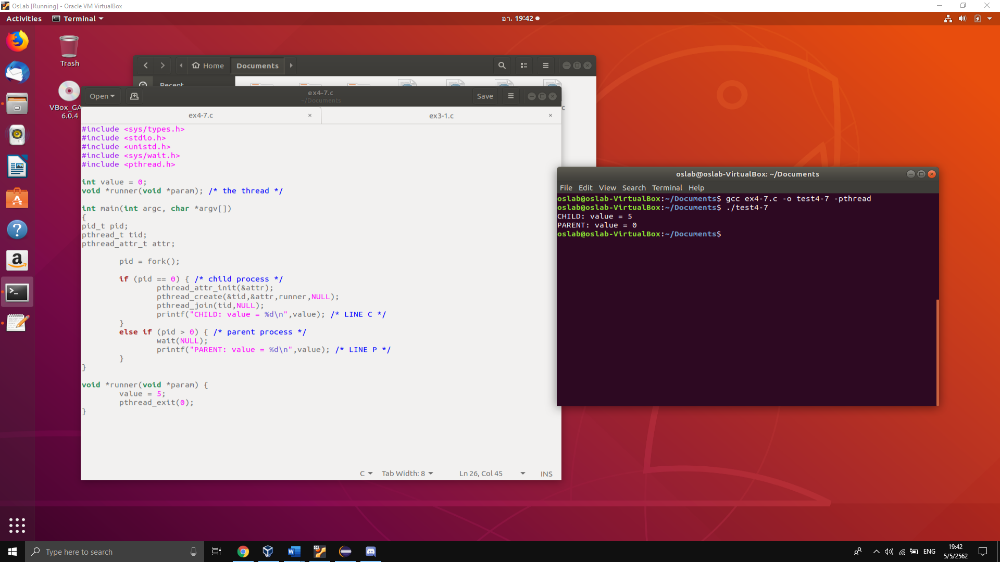 OsLab [Running] - Oracle VM VirtualBox
Activities
Terminal
อา. 19:42
Trash
VBox_GA
6.0.4
Home
Documents
Recent
Open
ex4-7.c
~/Documents
Save
c
ex4-7.c
ex3-1.c
#include <sys/types.h>
#include <stdio.h>
#include <unistd.h>
#include <sys/wait.h>
#include <pthread.h>
int value = 0;
void *runner(void *param); /* the thread */
int main(int argc, char *argv[])
{
pid_t pid;
pthread_t tid;
pthread_attr_t attr;
pid = fork();
if (pid == 0) { /* child process */
pthread_attr_init(&attr);
pthread_create(&tid,&attr,runner,NULL);
pthread_join(tid,NULL);
printf("CHILD: value = %d\n",value); /* LINE C */
}
else if (pid > 0) { /* parent process */
wait(NULL);
printf("PARENT: value = %d\n",value); /* LINE P */
}
}
void *runner(void *param) {
value = 5;
pthread_exit(0);
}
C
Tab Width: 8
Ln 26, Col 45
INS
oslab@oslab-VirtualBox: ~/Documents
File Edit View Search Terminal Help
oslab@oslab-VirtualBox:~/Documents$ gcc ex4-7.c -o test4-7 -pthread
oslab@oslab-VirtualBox:~/Documents$ ./test4-7
CHILD: value = 5
PARENT: value = 0
oslab@oslab-VirtualBox:~/Documents$
Type here to search
ENG
19:42
5/5/2562